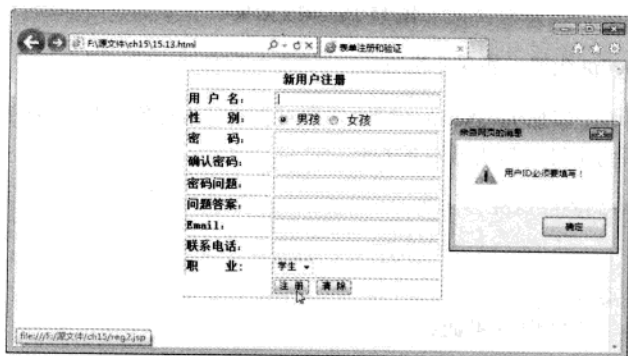 F:\源文件\ch15\15.13.html
表单注册和验证
新用户注册
用 户 名:
性 别: 男孩 女孩
密 码:
确认密码:
密码问题:
问题答案:
Email:
联系电话:
职 业: 学生
注 册 清 除
来自网页的消息
用户ID必须要填写！
确定
file:///F:/源文件/ch15/reg2.jsp